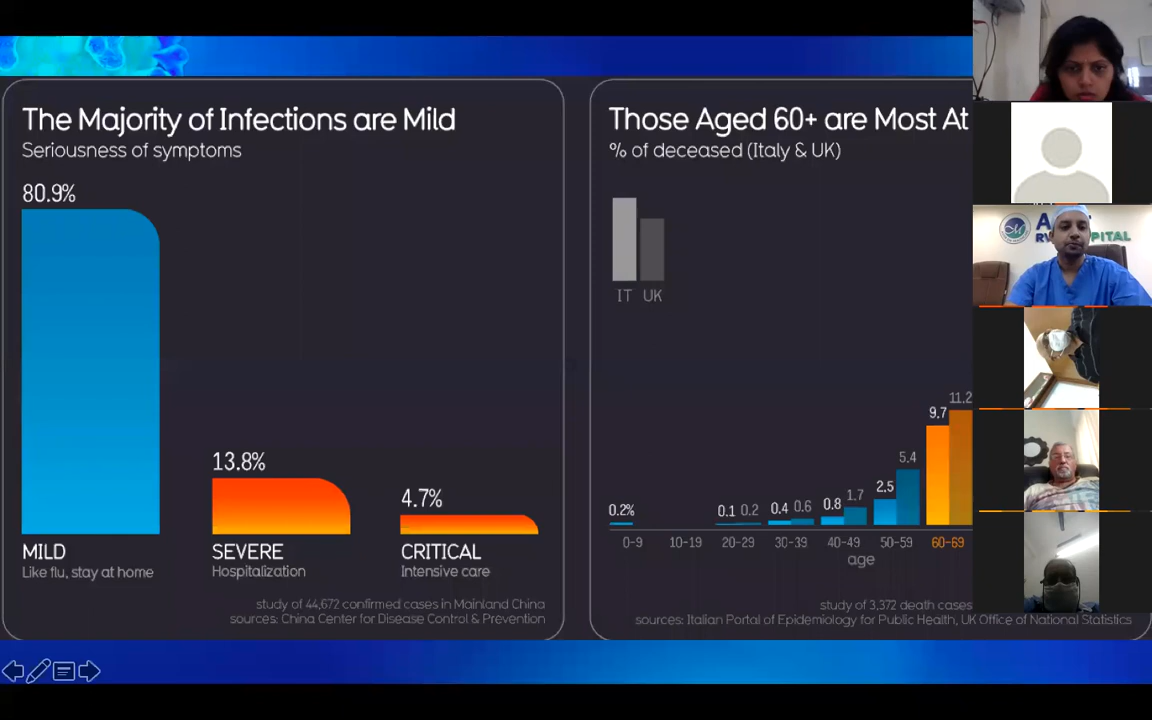 The Majority of Infections are Mild
Seriousness of symptoms
80.9%
13.8%
4.7%
MILD
Like flu, stay at home
SEVERE
Hospitalization
CRITICAL
Intensive care
study of 44,672 confirmed cases in Mainland China
sources: China Center for Disease Control & Prevention
Those Aged 60+ are Most At
% of deceased (Italy & UK)
IT UK
0.2%
0.1 0.2
0.4 0.6
0.8 1.7
2.5 5.4
9.7 11.2
0-9 10-19 20-29 30-39 40-49 50-59 60-69
age
study of 3,372 death cases
sources: Italian Portal of Epidemiology for Public Health, UK Office of National Statistics